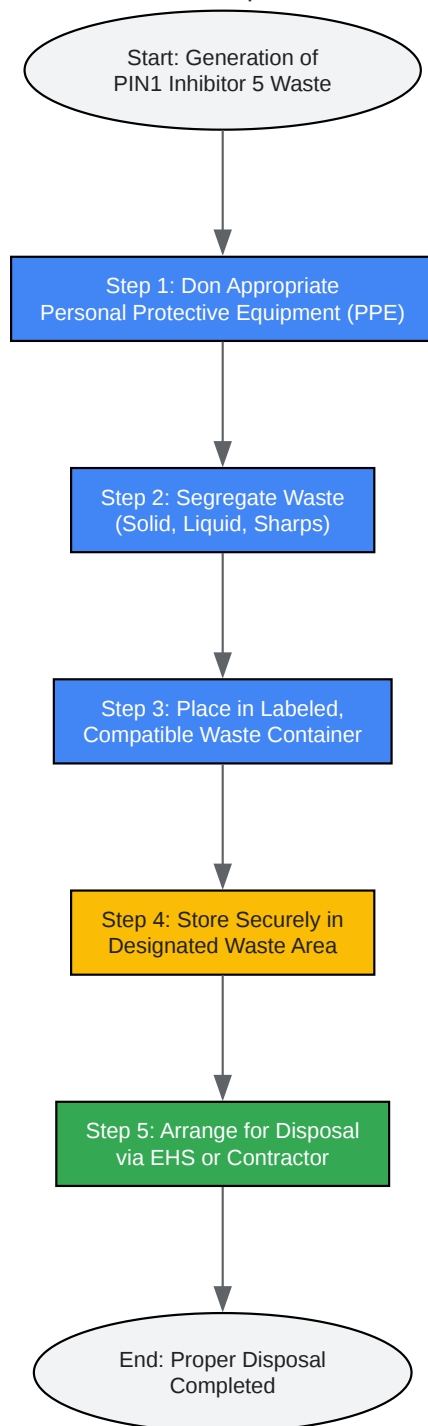 Start: Generation of
PIN1 Inhibitor 5 Waste
Step 1: Don Appropriate
Personal Protective Equipment (PPE)
Step 2: Segregate Waste
(Solid, Liquid, Sharps)
Step 3: Place in Labeled,
Compatible Waste Container
Step 4: Store Securely in
Designated Waste Area
Step 5: Arrange for Disposal
via EHS or Contractor
End: Proper Disposal
Completed